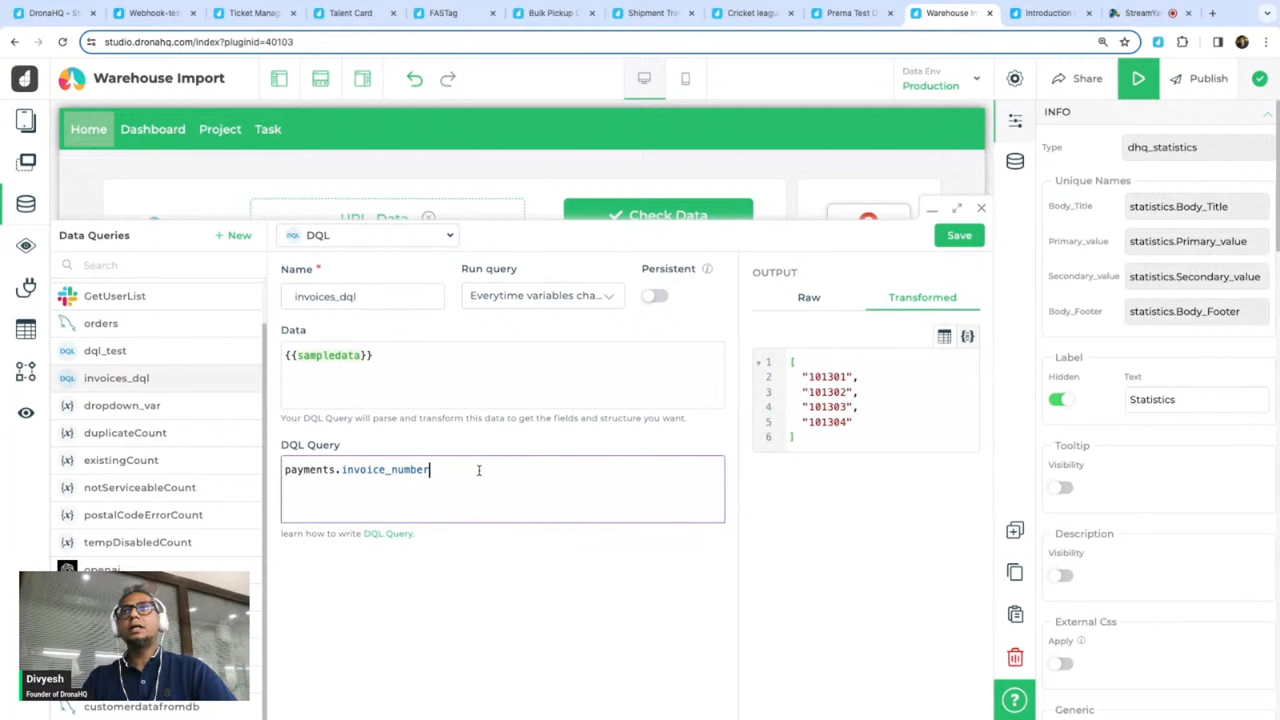 DronaHQ - St
Webhook-tes
Ticket Manag
Talent Card
FASTag
Bulk Pickup D
Shipment Tra
Cricket leagu
Prerna Test D
Warehouse Im
Introduction
StreamYa
studio.dronahq.com/index?pluginid=40103
Warehouse Import
Data Env
Production
Share
Publish
Home Dashboard Project Task
URL Data
Check Data
Data Queries
+ New
DQL
Save
Search
GetUserList
orders
dql_test
invoices_dql
dropdown_var
duplicateCount
existingCount
notServiceableCount
postalCodeErrorCount
tempDisabledCount
openai
customerdatafromdb
Name *
Run query
Persistent
invoices_dql
Everytime variables cha...
Data
{{sampledata}}
Your DQL Query will parse and transform this data to get the fields and structure you want.
DQL Query
payments.invoice_number
learn how to write DQL Query.
OUTPUT
Raw
Transformed
1 [
2 "101301",
3 "101302",
4 "101303",
5 "101304"
6 ]
INFO
Type
dhq_statistics
Unique Names
Body_Title
statistics.Body_Title
Primary_value
statistics.Primary_value
Secondary_value
statistics.Secondary_value
Body_Footer
statistics.Body_Footer
Label
Hidden
Text
Statistics
Tooltip
Visibility
Description
Visibility
External Css
Apply
Generic
Divyesh
Founder of DronaHQ